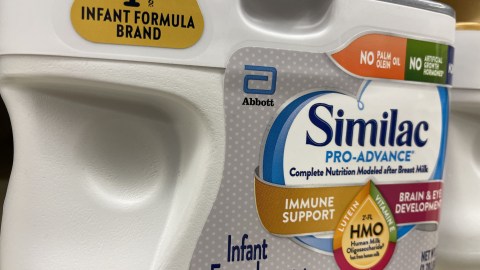 INFANT FORMULA
BRAND
Abbott
NO PALM
OLEIN OIL
NO ARTIFICIAL
GROWTH
HORMONES
Similac
PRO-ADVANCE
Complete Nutrition Modeled after Breast Milk
IMMUNE
SUPPORT
BRAIN & EYE
DEVELOPMENT
LUTEIN
VITAMIN E
2'-FL
HMO
Human Milk
Oligosaccharide
Infant